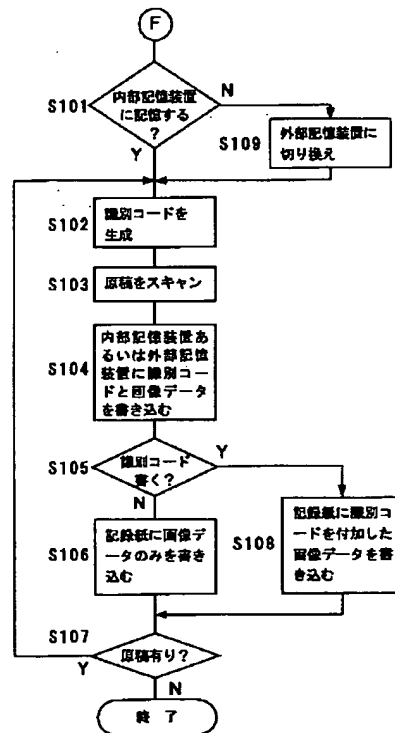 F
S101
内部記憶装置
に記憶する
?
N
Y
S109
外部記憶装置に
切り換え
S102
識別コードを
生成
S103
原稿をスキャン
S104
内部記憶装置あ
るいは外部記憶
装置に識別コー
ドと画像データ
を書き込む
S105
識別コード
書く?
Y
N
S106
記録紙に画像デー
タのみを書き
込む
S108
記録紙に識別コ
ードを付加した
画像データを書
き込む
S107
原稿有り?
Y
N
終了